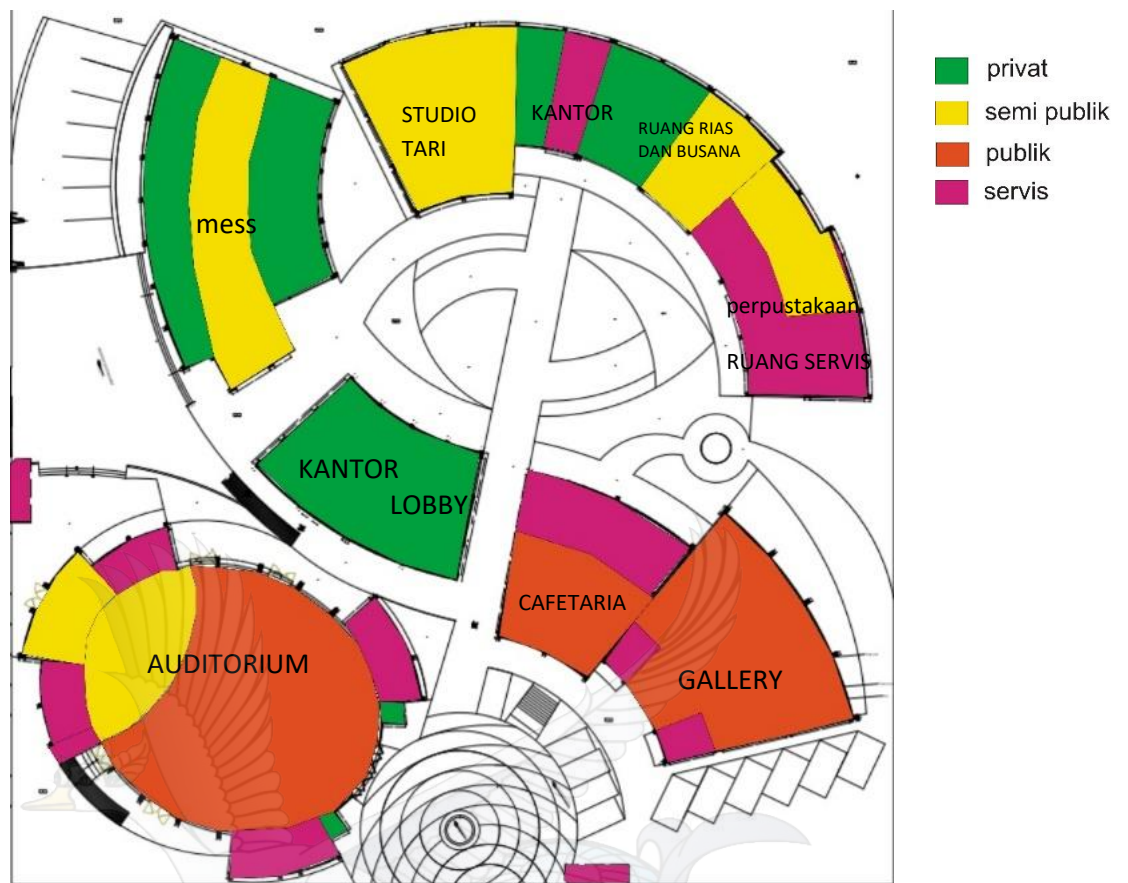 privat
semi publik
publik
servis
STUDIO
TARI
KANTOR
RUANG RIAS
DAN BUSANA
mess
perpustakaan
RUANG SERVIS
KANTOR
LOBBY
CAFETARIA
AUDITORIUM
GALLERY